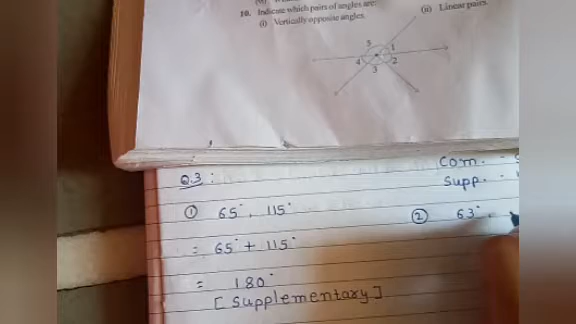 10. Indicate which pairs of angles are:
(i) Vertically opposite angles. (ii) Linear pairs.
5
1
4 2
3
Q.3 :
Com. -
Supp. -
① 65°, 115°
② 63°,
= 65° + 115°
= 180°
[Supplementary]